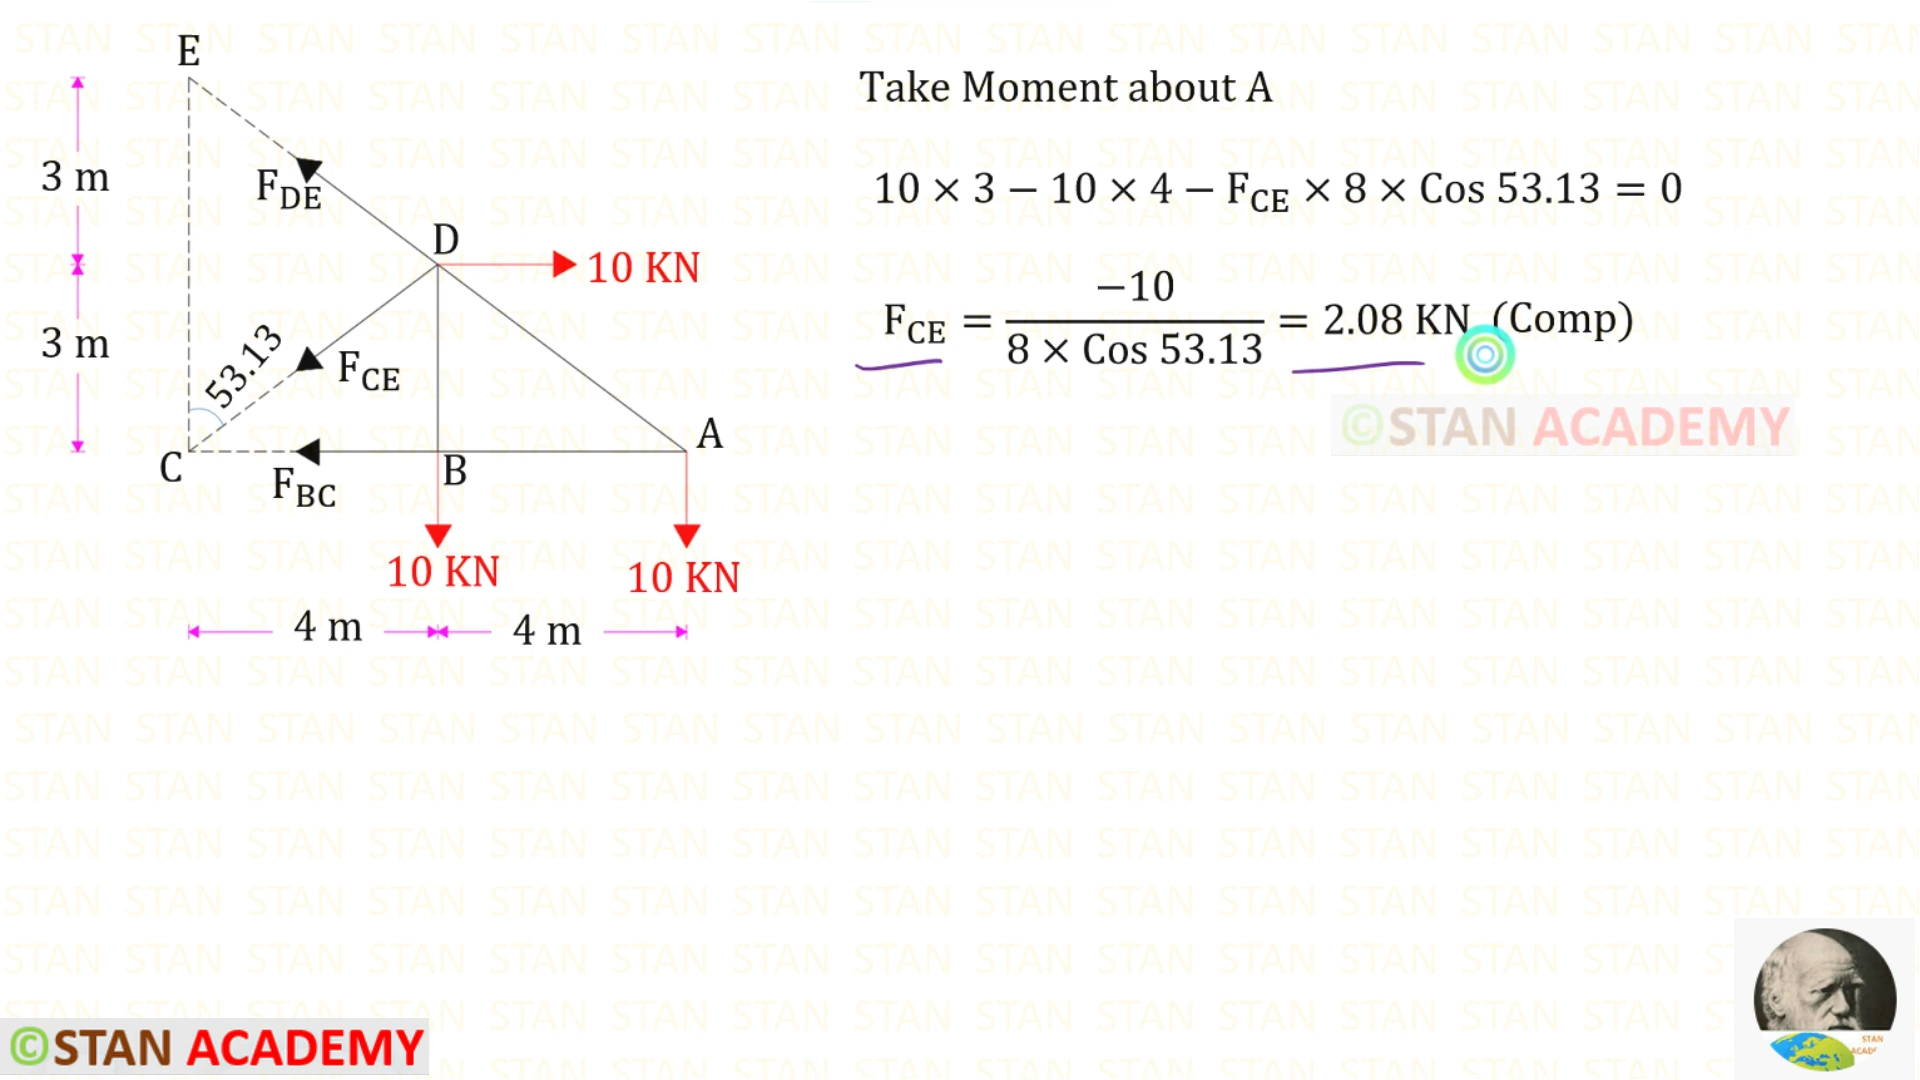 E
3 m
F_DE
D
10 KN
3 m
53.13
F_CE
A
C
F_BC
B
10 KN
10 KN
4 m
4 m
Take Moment about A
10 × 3 − 10 × 4 − F_CE × 8 × Cos 53.13 = 0
F_CE = −10 / 8 × Cos 53.13 = 2.08 KN (Comp)
©STAN ACADEMY
©STAN ACADEMY
STAN